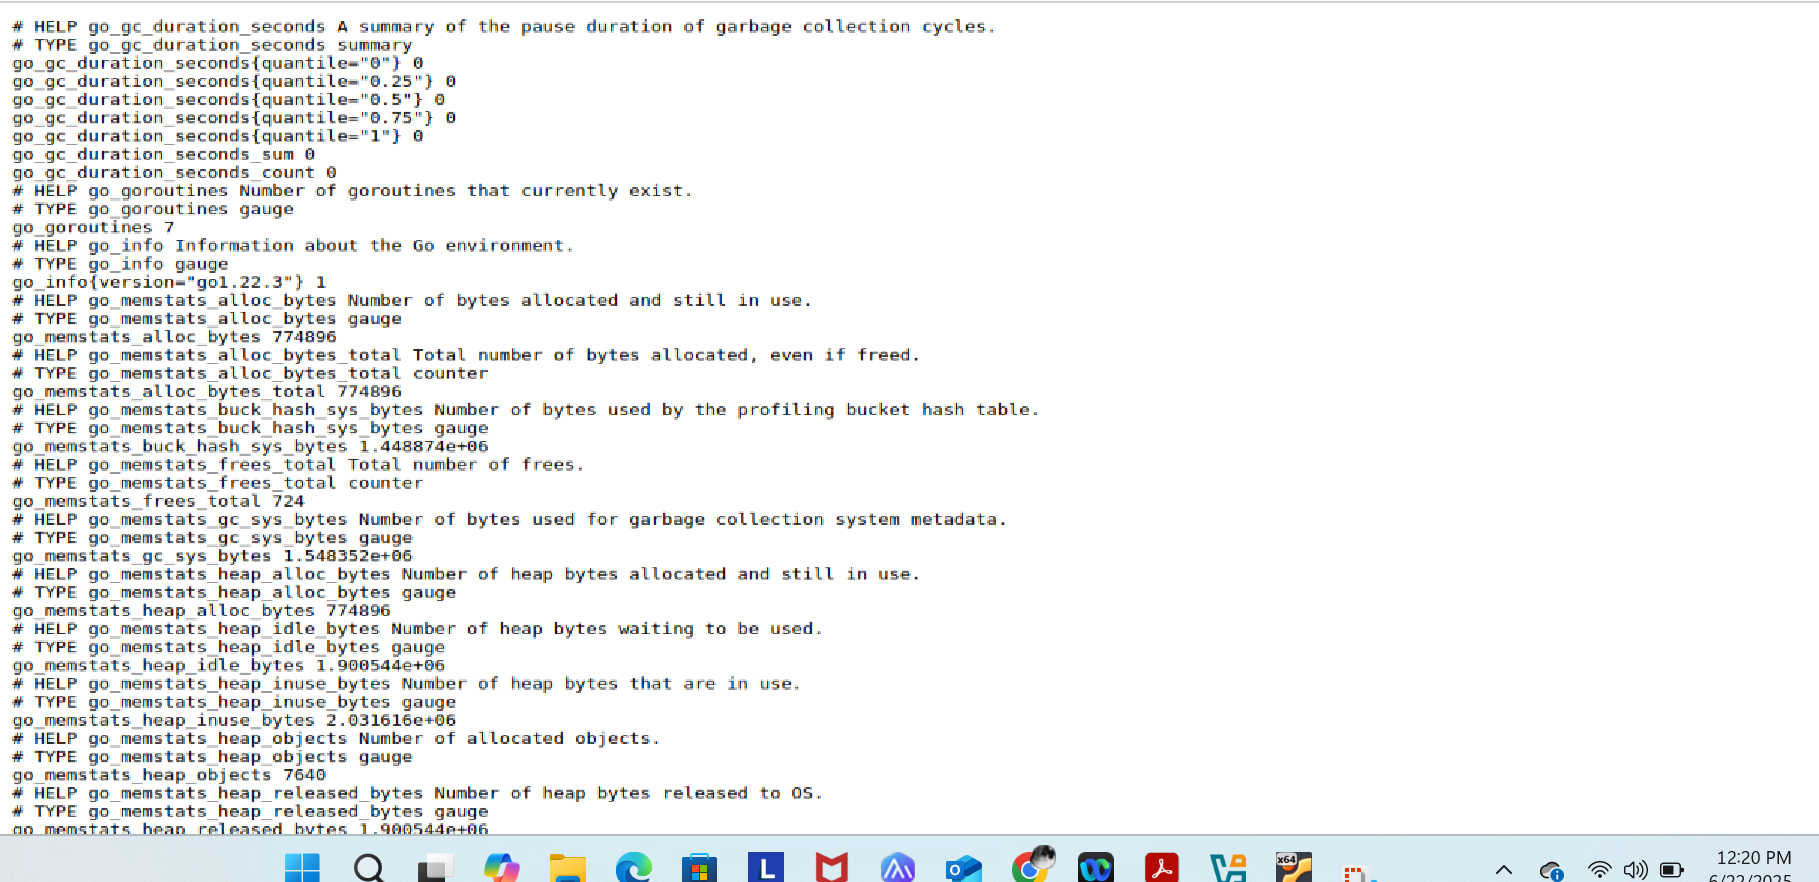 # HELP go_gc_duration_seconds A summary of the pause duration of garbage collection cycles.
# TYPE go_gc_duration_seconds summary
go_gc_duration_seconds{quantile="0"} 0
go_gc_duration_seconds{quantile="0.25"} 0
go_gc_duration_seconds{quantile="0.5"} 0
go_gc_duration_seconds{quantile="0.75"} 0
go_gc_duration_seconds{quantile="1"} 0
go_gc_duration_seconds_sum 0
go_gc_duration_seconds_count 0
# HELP go_goroutines Number of goroutines that currently exist.
# TYPE go_goroutines gauge
go_goroutines 7
# HELP go_info Information about the Go environment.
# TYPE go_info gauge
go_info{version="go1.22.3"} 1
# HELP go_memstats_alloc_bytes Number of bytes allocated and still in use.
# TYPE go_memstats_alloc_bytes gauge
go_memstats_alloc_bytes 774896
# HELP go_memstats_alloc_bytes_total Total number of bytes allocated, even if freed.
# TYPE go_memstats_alloc_bytes_total counter
go_memstats_alloc_bytes_total 774896
# HELP go_memstats_buck_hash_sys_bytes Number of bytes used by the profiling bucket hash table.
# TYPE go_memstats_buck_hash_sys_bytes gauge
go_memstats_buck_hash_sys_bytes 1.448874e+06
# HELP go_memstats_frees_total Total number of frees.
# TYPE go_memstats_frees_total counter
go_memstats_frees_total 724
# HELP go_memstats_gc_sys_bytes Number of bytes used for garbage collection system metadata.
# TYPE go_memstats_gc_sys_bytes gauge
go_memstats_gc_sys_bytes 1.548352e+06
# HELP go_memstats_heap_alloc_bytes Number of heap bytes allocated and still in use.
# TYPE go_memstats_heap_alloc_bytes gauge
go_memstats_heap_alloc_bytes 774896
# HELP go_memstats_heap_idle_bytes Number of heap bytes waiting to be used.
# TYPE go_memstats_heap_idle_bytes gauge
go_memstats_heap_idle_bytes 1.900544e+06
# HELP go_memstats_heap_inuse_bytes Number of heap bytes that are in use.
# TYPE go_memstats_heap_inuse_bytes gauge
go_memstats_heap_inuse_bytes 2.031616e+06
# HELP go_memstats_heap_objects Number of allocated objects.
# TYPE go_memstats_heap_objects gauge
go_memstats_heap_objects 7640
# HELP go_memstats_heap_released_bytes Number of heap bytes released to OS.
# TYPE go_memstats_heap_released_bytes gauge
go_memstats_heap_released_bytes 1.900544e+06
L
x64
12:20 PM
6/22/2025